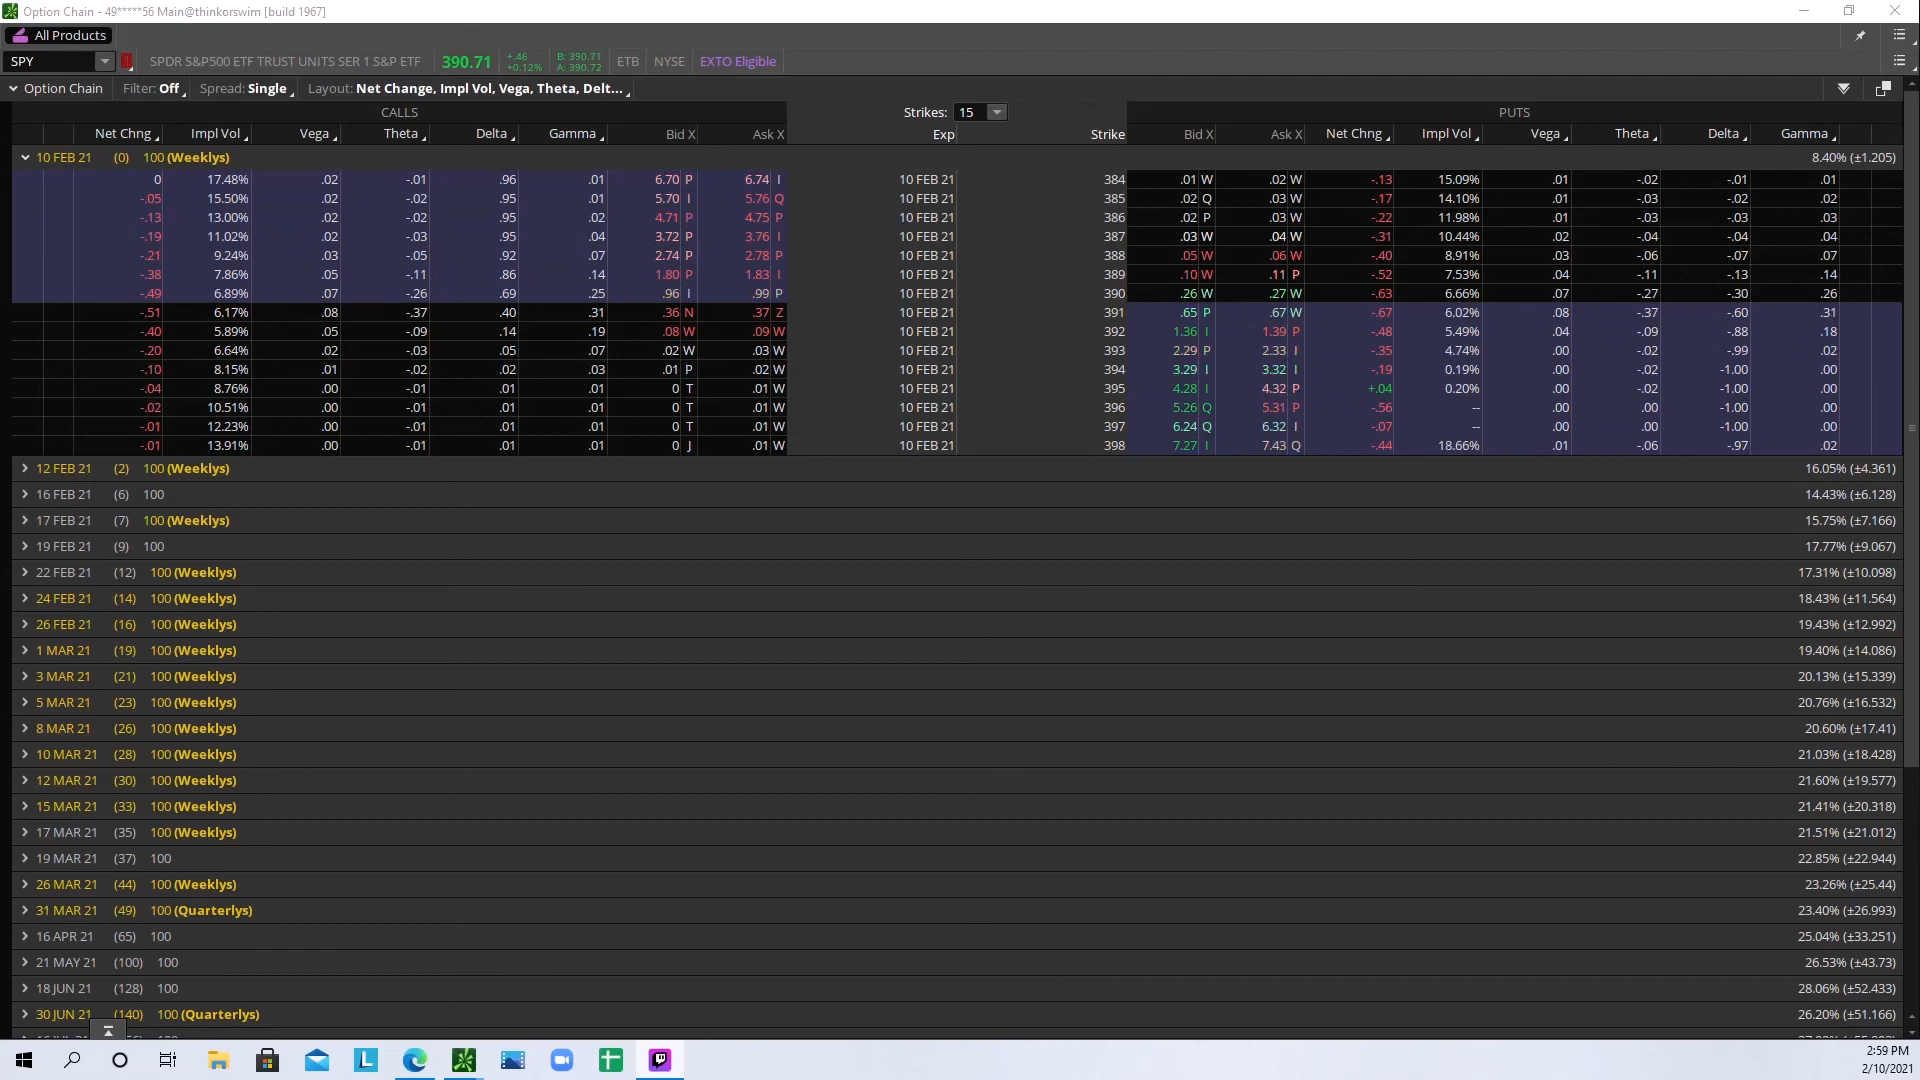 Option Chain - 49*****56 Main@thinkorswim [build 1967]
All Products
SPY SPDR S&P500 ETF TRUST UNITS SER 1 S&P ETF 390.71 +.46 +0.12% B: 390.71 A: 390.72 ETB NYSE EXTO Eligible
Option Chain Filter: Off Spread: Single Layout: Net Change, Impl Vol, Vega, Theta, Delt...
CALLS Strikes: 15 PUTS
Net Chng Impl Vol Vega Theta Delta Gamma Bid X Ask X Exp Strike Bid X Ask X Net Chng Impl Vol Vega Theta Delta Gamma
10 FEB 21 (0) 100 (Weeklys) 8.40% (±1.205)
0 17.48% .02 -.01 .96 .01 6.70 P 6.74 I 10 FEB 21 384 .01 W .02 W -.13 15.09% .01 -.02 -.01 .01
-.05 15.50% .02 -.02 .95 .01 5.70 I 5.76 Q 10 FEB 21 385 .02 Q .03 W -.17 14.10% .01 -.03 -.02 .02
-.13 13.00% .02 -.02 .95 .02 4.71 P 4.75 P 10 FEB 21 386 .02 P .03 W -.22 11.98% .01 -.03 -.03 .03
-.19 11.02% .02 -.03 .95 .04 3.72 P 3.76 I 10 FEB 21 387 .03 W .04 W -.31 10.44% .02 -.04 -.04 .04
-.21 9.24% .03 -.05 .92 .07 2.74 P 2.78 P 10 FEB 21 388 .05 W .06 W -.40 8.91% .03 -.06 -.07 .07
-.38 7.86% .05 -.11 .86 .14 1.80 P 1.83 I 10 FEB 21 389 .10 W .11 P -.52 7.53% .04 -.11 -.13 .14
-.49 6.89% .07 -.26 .69 .25 .96 I .99 P 10 FEB 21 390 .26 W .27 W -.63 6.66% .07 -.27 -.30 .26
-.51 6.17% .08 -.37 .40 .31 .36 N .37 Z 10 FEB 21 391 .65 P .67 W -.67 6.02% .08 -.37 -.60 .31
-.40 5.89% .05 -.09 .14 .19 .08 W .09 W 10 FEB 21 392 1.36 I 1.39 P -.48 5.49% .04 -.09 -.88 .18
-.20 6.64% .02 -.03 .05 .07 .02 W .03 W 10 FEB 21 393 2.29 P 2.33 I -.35 4.74% .00 -.02 -.99 .02
-.10 8.15% .01 -.02 .02 .03 .01 P .02 W 10 FEB 21 394 3.29 I 3.32 I -.19 0.19% .00 -.02 -1.00 .00
-.04 8.76% .00 -.01 .01 .01 0 T .01 W 10 FEB 21 395 4.28 I 4.32 P +.04 0.20% .00 -.02 -1.00 .00
-.02 10.51% .00 -.01 .01 .01 0 T .01 W 10 FEB 21 396 5.26 Q 5.31 P -.56 -- .00 .00 -1.00 .00
-.01 12.23% .00 -.01 .01 .01 0 T .01 W 10 FEB 21 397 6.24 Q 6.32 I -.07 -- .00 .00 -1.00 .00
-.01 13.91% .00 -.01 .01 .01 0 J .01 W 10 FEB 21 398 7.27 I 7.43 Q -.44 18.66% .01 -.06 -.97 .02
12 FEB 21 (2) 100 (Weeklys) 16.05% (±4.361)
16 FEB 21 (6) 100 14.43% (±6.128)
17 FEB 21 (7) 100 (Weeklys) 15.75% (±7.166)
19 FEB 21 (9) 100 17.77% (±9.067)
22 FEB 21 (12) 100 (Weeklys) 17.31% (±10.098)
24 FEB 21 (14) 100 (Weeklys) 18.43% (±11.564)
26 FEB 21 (16) 100 (Weeklys) 19.43% (±12.992)
1 MAR 21 (19) 100 (Weeklys) 19.40% (±14.086)
3 MAR 21 (21) 100 (Weeklys) 20.13% (±15.339)
5 MAR 21 (23) 100 (Weeklys) 20.76% (±16.532)
8 MAR 21 (26) 100 (Weeklys) 20.60% (±17.41)
10 MAR 21 (28) 100 (Weeklys) 21.03% (±18.428)
12 MAR 21 (30) 100 (Weeklys) 21.60% (±19.577)
15 MAR 21 (33) 100 (Weeklys) 21.41% (±20.318)
17 MAR 21 (35) 100 (Weeklys) 21.51% (±21.012)
19 MAR 21 (37) 100 22.85% (±22.944)
26 MAR 21 (44) 100 (Weeklys) 23.26% (±25.44)
31 MAR 21 (49) 100 (Quarterlys) 23.40% (±26.993)
16 APR 21 (65) 100 25.04% (±33.251)
21 MAY 21 (100) 100 26.53% (±43.73)
18 JUN 21 (128) 100 28.06% (±52.433)
30 JUN 21 (140) 100 (Quarterlys) 26.20% (±51.166)
2:59 PM
2/10/2021